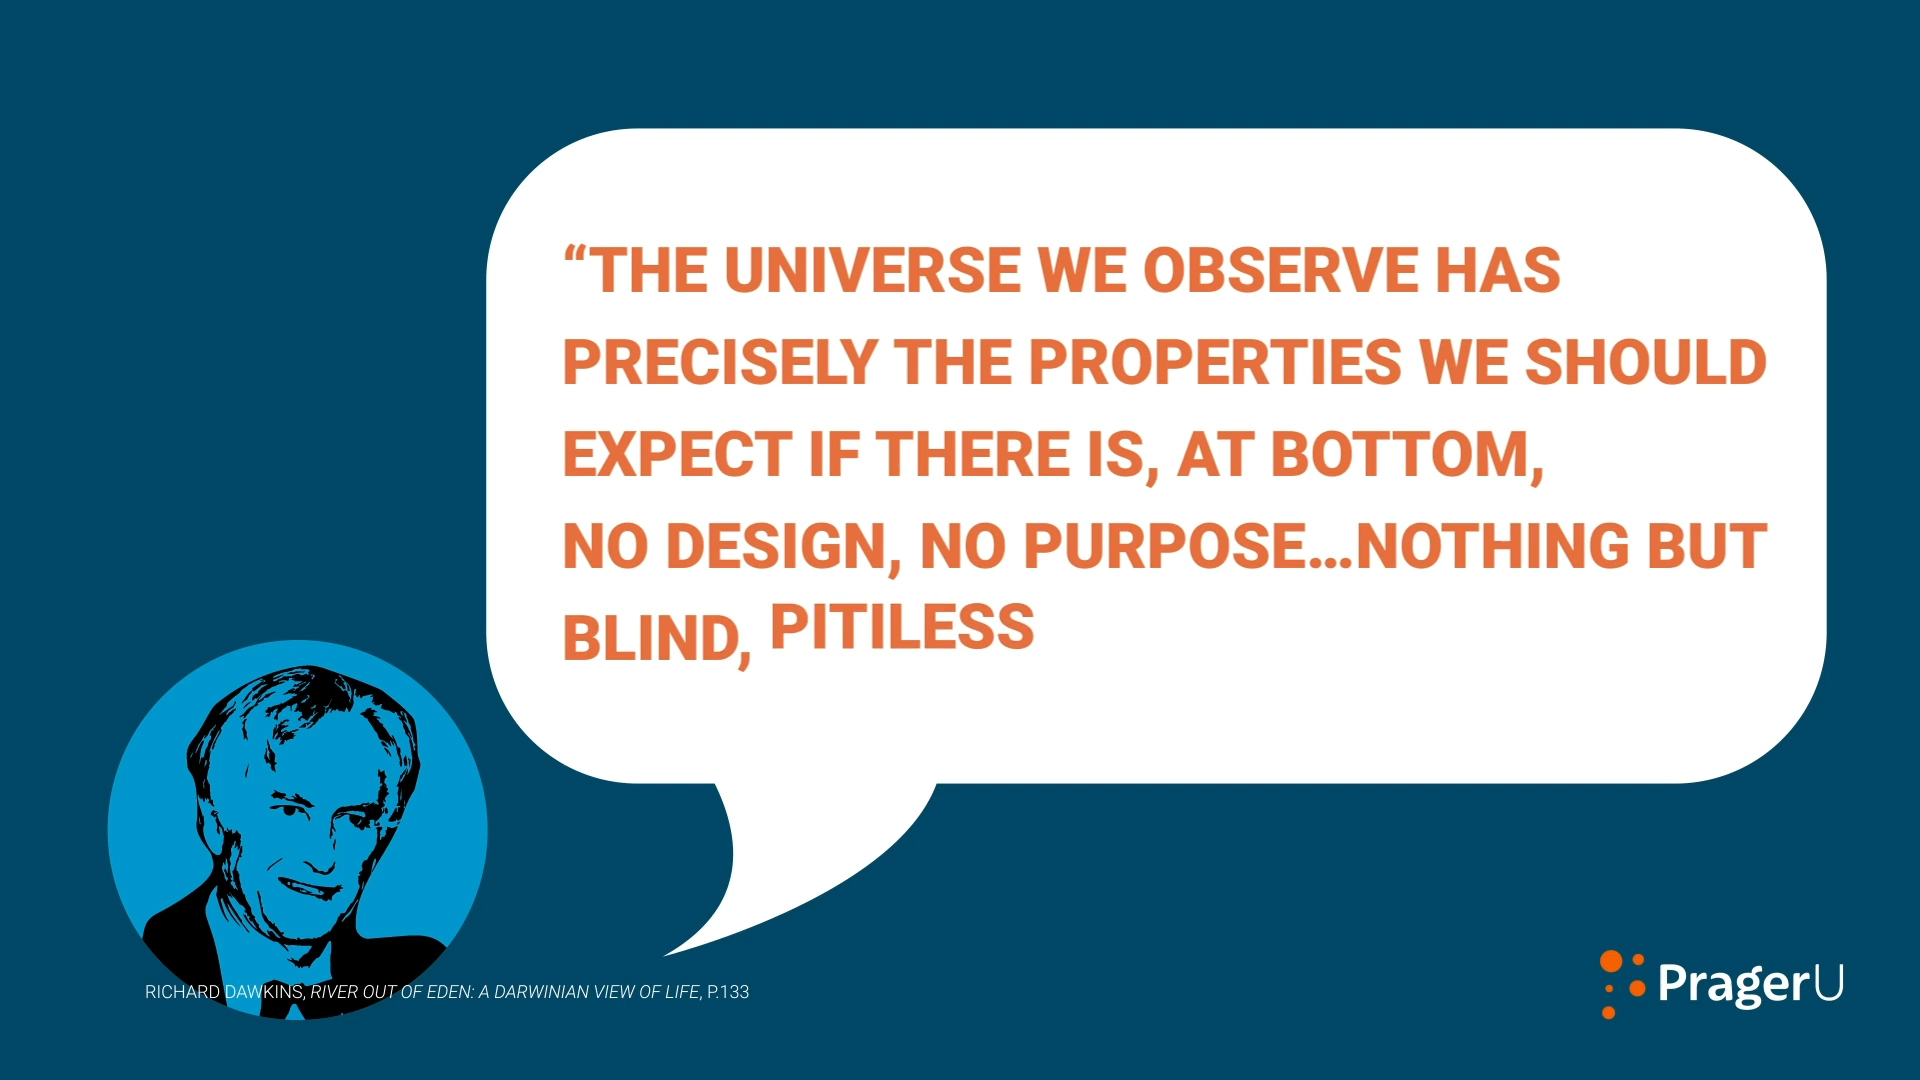 “THE UNIVERSE WE OBSERVE HAS
PRECISELY THE PROPERTIES WE SHOULD
EXPECT IF THERE IS, AT BOTTOM,
NO DESIGN, NO PURPOSE...NOTHING BUT
BLIND, PITILESS
RICHARD DAWKINS, RIVER OUT OF EDEN: A DARWINIAN VIEW OF LIFE, P.133
PragerU